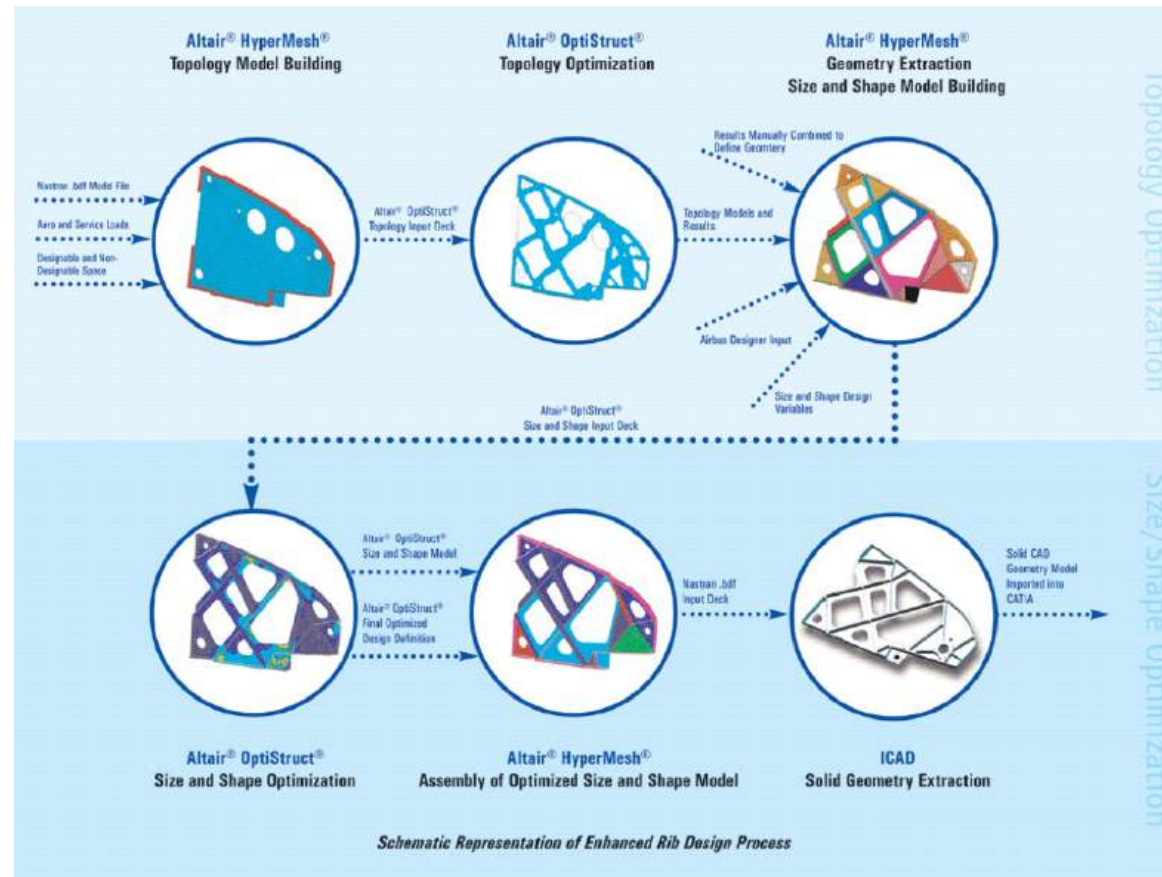 Altair® HyperMesh®
Topology Model Building
Altair® OptiStruct®
Topology Optimization
Altair® HyperMesh®
Geometry Extraction
Size and Shape Model Building
Topology Optimization
Results Manually Combined to
Define Geomtery
Nastran .bdf Model File
Aero and Service Loads
Designable and Non-
Designable Space
Altair® OptiStruct®
Topology Input Deck
Topology Models and
Results
Airbus Designer Input
Size and Shape Design
Variables
Altair® OptiStruct®
Size and Shape Input Deck
Size/Shape Optimization
Altair® OptiStruct®
Size and Shape Model
Altair® OptiStruct®
Final Optimized
Design Definition
Nastran .bdf
Input Deck
Solid CAD
Geometry Model
Imported into
CATIA
Altair® OptiStruct®
Size and Shape Optimization
Altair® HyperMesh®
Assembly of Optimized Size and Shape Model
ICAD
Solid Geometry Extraction
Schematic Representation of Enhanced Rib Design Process